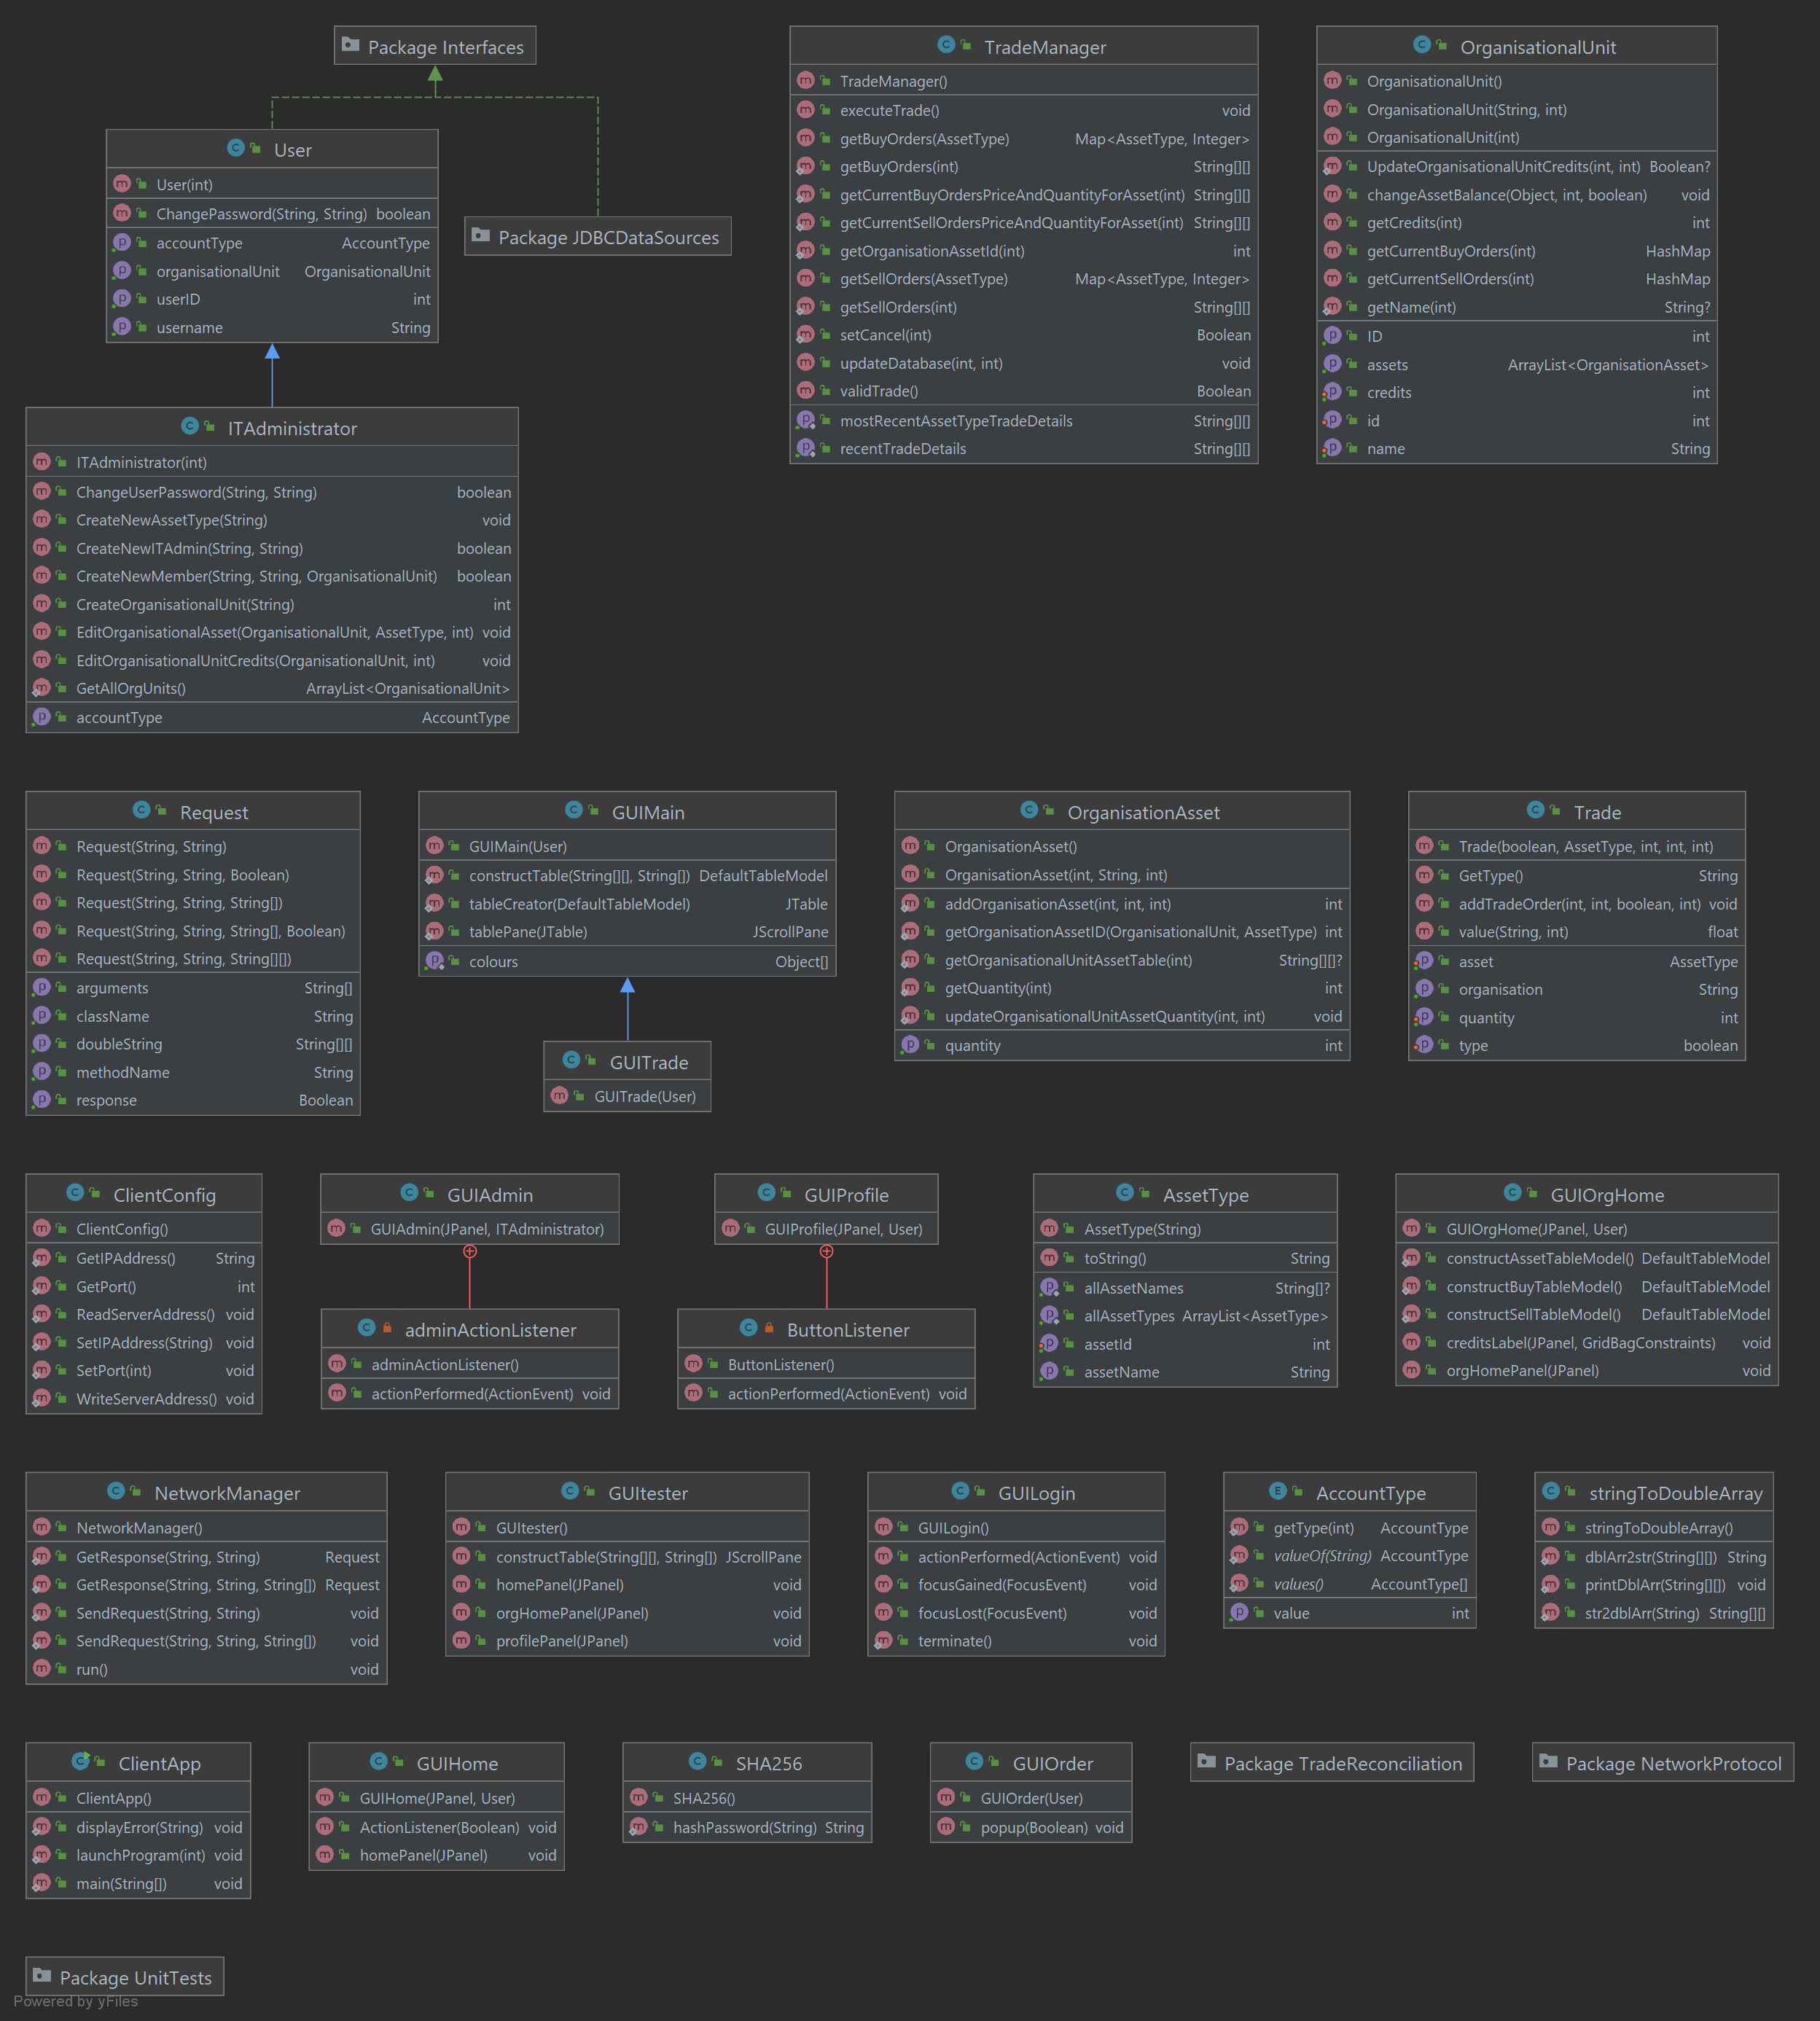 Package Interfaces
User
User(int)
ChangePassword(String, String) boolean
accountType AccountType
organisationalUnit OrganisationalUnit
userID int
username String
Package JDBCDataSources
TradeManager
TradeManager()
executeTrade() void
getBuyOrders(AssetType) Map<AssetType, Integer>
getBuyOrders(int) String[][]
getCurrentBuyOrdersPriceAndQuantityForAsset(int) String[][]
getCurrentSellOrdersPriceAndQuantityForAsset(int) String[][]
getOrganisationAssetId(int) int
getSellOrders(AssetType) Map<AssetType, Integer>
getSellOrders(int) String[][]
setCancel(int) Boolean
updateDatabase(int, int) void
validTrade() Boolean
mostRecentAssetTypeTradeDetails String[][]
recentTradeDetails String[][]
OrganisationalUnit
OrganisationalUnit()
OrganisationalUnit(String, int)
OrganisationalUnit(int)
UpdateOrganisationalUnitCredits(int, int) Boolean?
changeAssetBalance(Object, int, boolean) void
getCredits(int) int
getCurrentBuyOrders(int) HashMap
getCurrentSellOrders(int) HashMap
getName(int) String?
ID int
assets ArrayList<OrganisationAsset>
credits int
id int
name String
ITAdministrator
ITAdministrator(int)
ChangeUserPassword(String, String) boolean
CreateNewAssetType(String) void
CreateNewITAdmin(String, String) boolean
CreateNewMember(String, String, OrganisationalUnit) boolean
CreateOrganisationalUnit(String) int
EditOrganisationalAsset(OrganisationalUnit, AssetType, int) void
EditOrganisationalUnitCredits(OrganisationalUnit, int) void
GetAllOrgUnits() ArrayList<OrganisationalUnit>
accountType AccountType
Request
Request(String, String)
Request(String, String, Boolean)
Request(String, String, String[])
Request(String, String, String[], Boolean)
Request(String, String, String[][])
arguments String[]
className String
doubleString String[][]
methodName String
response Boolean
GUIMain
GUIMain(User)
constructTable(String[][], String[]) DefaultTableModel
tableCreator(DefaultTableModel) JTable
tablePane(JTable) JScrollPane
colours Object[]
GUITrade
GUITrade(User)
OrganisationAsset
OrganisationAsset()
OrganisationAsset(int, String, int)
addOrganisationAsset(int, int, int) int
getOrganisationAssetID(OrganisationalUnit, AssetType) int
getOrganisationalUnitAssetTable(int) String[][]?
getQuantity(int) int
updateOrganisationalUnitAssetQuantity(int, int) void
quantity int
Trade
Trade(boolean, AssetType, int, int, int)
GetType() String
addTradeOrder(int, int, boolean, int) void
value(String, int) float
asset AssetType
organisation String
quantity int
type boolean
ClientConfig
ClientConfig()
GetIPAddress() String
GetPort() int
ReadServerAddress() void
SetIPAddress(String) void
SetPort(int) void
WriteServerAddress() void
GUIAdmin
GUIAdmin(JPanel, ITAdministrator)
adminActionListener
adminActionListener()
actionPerformed(ActionEvent) void
GUIProfile
GUIProfile(JPanel, User)
ButtonListener
ButtonListener()
actionPerformed(ActionEvent) void
AssetType
AssetType(String)
toString() String
allAssetNames String[]?
allAssetTypes ArrayList<AssetType>
assetId int
assetName String
GUIOrgHome
GUIOrgHome(JPanel, User)
constructAssetTableModel() DefaultTableModel
constructBuyTableModel() DefaultTableModel
constructSellTableModel() DefaultTableModel
creditsLabel(JPanel, GridBagConstraints) void
orgHomePanel(JPanel) void
NetworkManager
NetworkManager()
GetResponse(String, String) Request
GetResponse(String, String, String[]) Request
SendRequest(String, String) void
SendRequest(String, String, String[]) void
run() void
GUItester
GUItester()
constructTable(String[][], String[]) JScrollPane
homePanel(JPanel) void
orgHomePanel(JPanel) void
profilePanel(JPanel) void
GUILogin
GUILogin()
actionPerformed(ActionEvent) void
focusGained(FocusEvent) void
focusLost(FocusEvent) void
terminate() void
AccountType
getType(int) AccountType
valueOf(String) AccountType
values() AccountType[]
value int
stringToDoubleArray
stringToDoubleArray()
dblArr2str(String[][]) String
printDblArr(String[][]) void
str2dblArr(String) String[][]
ClientApp
ClientApp()
displayError(String) void
launchProgram(int) void
main(String[]) void
GUIHome
GUIHome(JPanel, User)
ActionListener(Boolean) void
homePanel(JPanel) void
SHA256
SHA256()
hashPassword(String) String
GUIOrder
GUIOrder(User)
popup(Boolean) void
Package TradeReconciliation
Package NetworkProtocol
Package UnitTests
Powered by yFiles